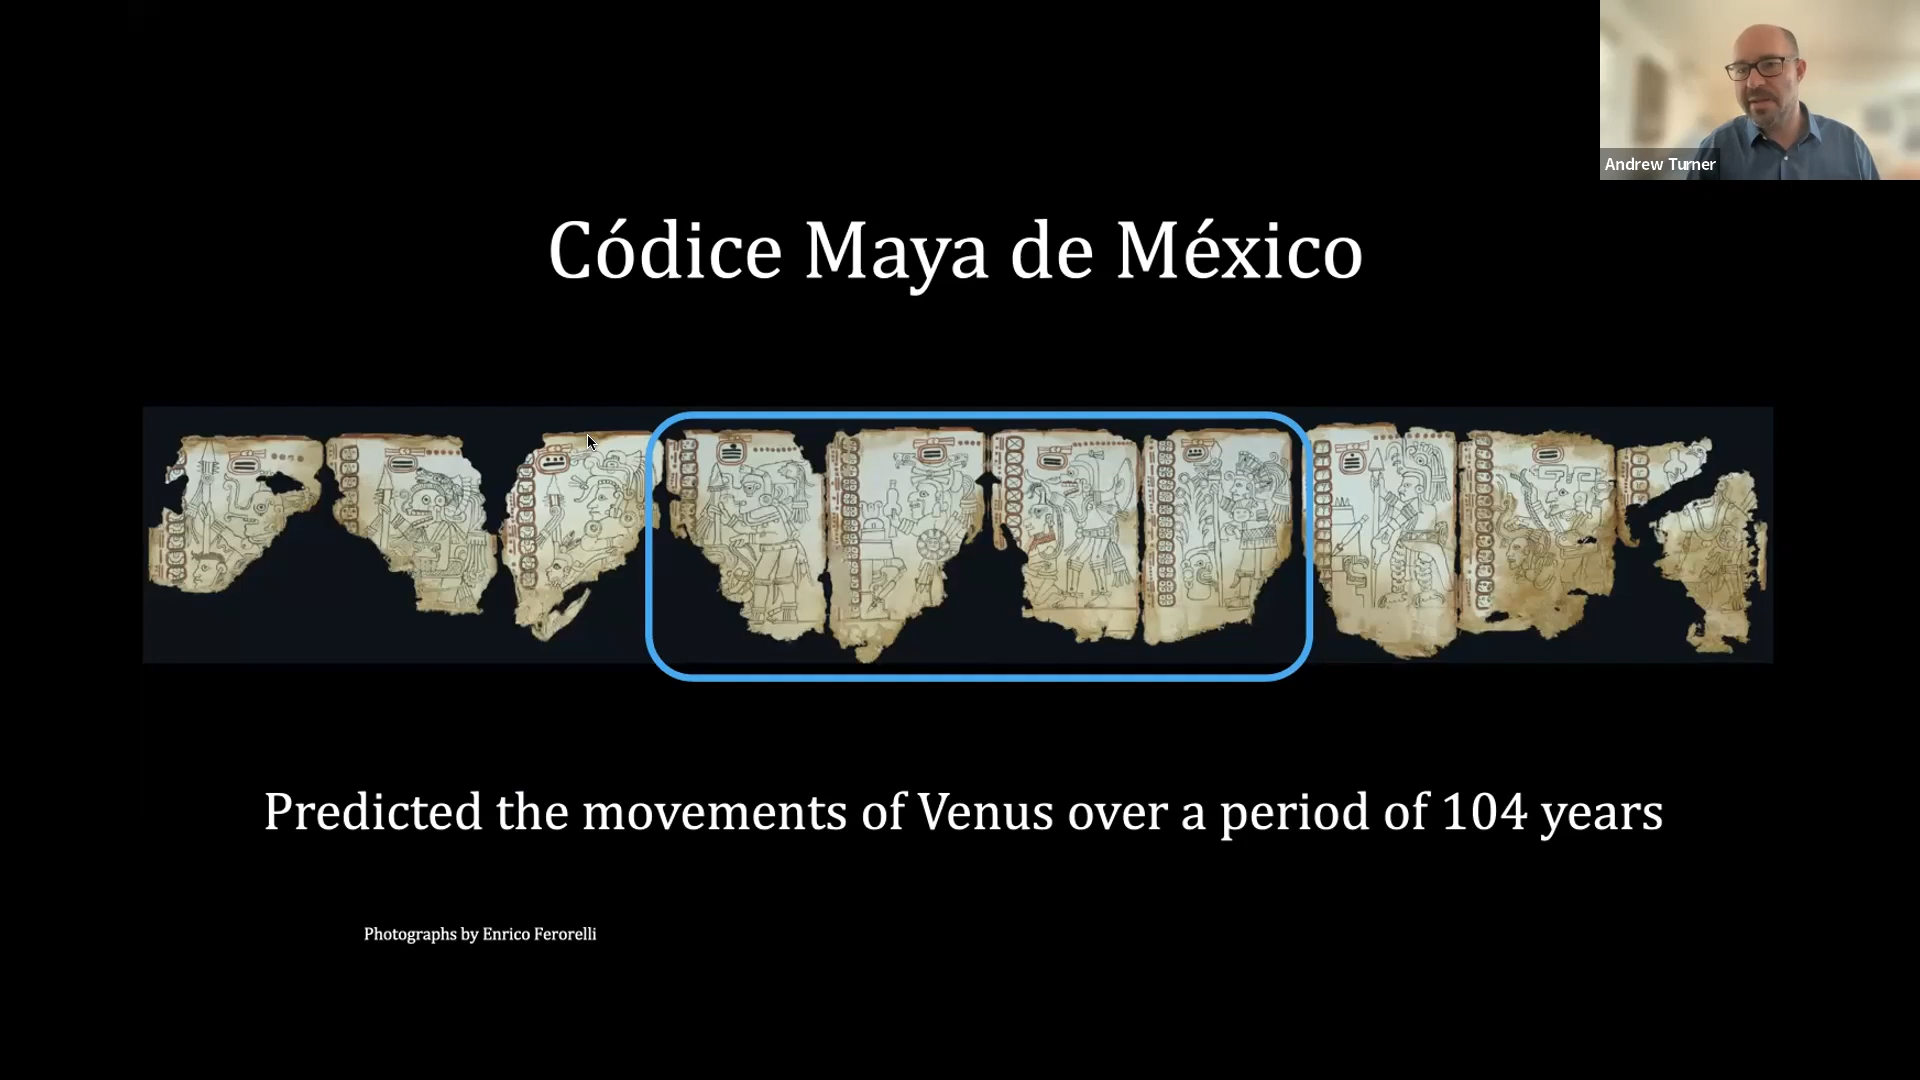 Andrew Turner
Códice Maya de México
Predicted the movements of Venus over a period of 104 years
Photographs by Enrico Ferorelli